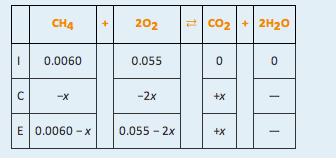 CH4 + 2O2 ⇄ CO2 + 2H2O
I 0.0060 0.055 0 0
C -x -2x +x —
E 0.0060 – x 0.055 – 2x +x —